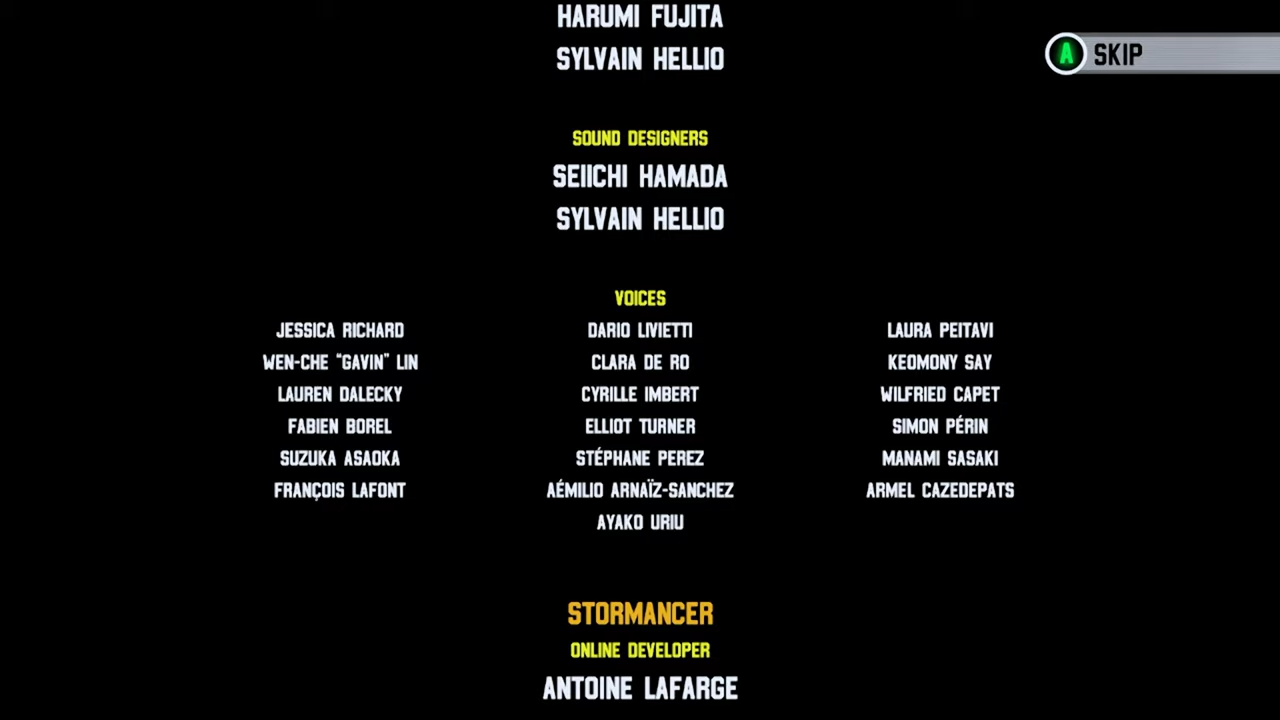 HARUMI FUJITA
SYLVAIN HELLIO
A SKIP
SOUND DESIGNERS
SEIICHI HAMADA
SYLVAIN HELLIO
VOICES
JESSICA RICHARD DARIO LIVIETTI LAURA PEITAVI
WEN-CHE "GAVIN" LIN CLARA DE RO KEOMONY SAY
LAUREN DALECKY CYRILLE IMBERT WILFRIED CAPET
FABIEN BOREL ELLIOT TURNER SIMON PÉRIN
SUZUKA ASAOKA STÉPHANE PEREZ MANAMI SASAKI
FRANÇOIS LAFONT AÉMILIO ARNAÏZ-SANCHEZ ARMEL CAZEDEPATS
AYAKO URIU
STORMANCER
ONLINE DEVELOPER
ANTOINE LAFARGE